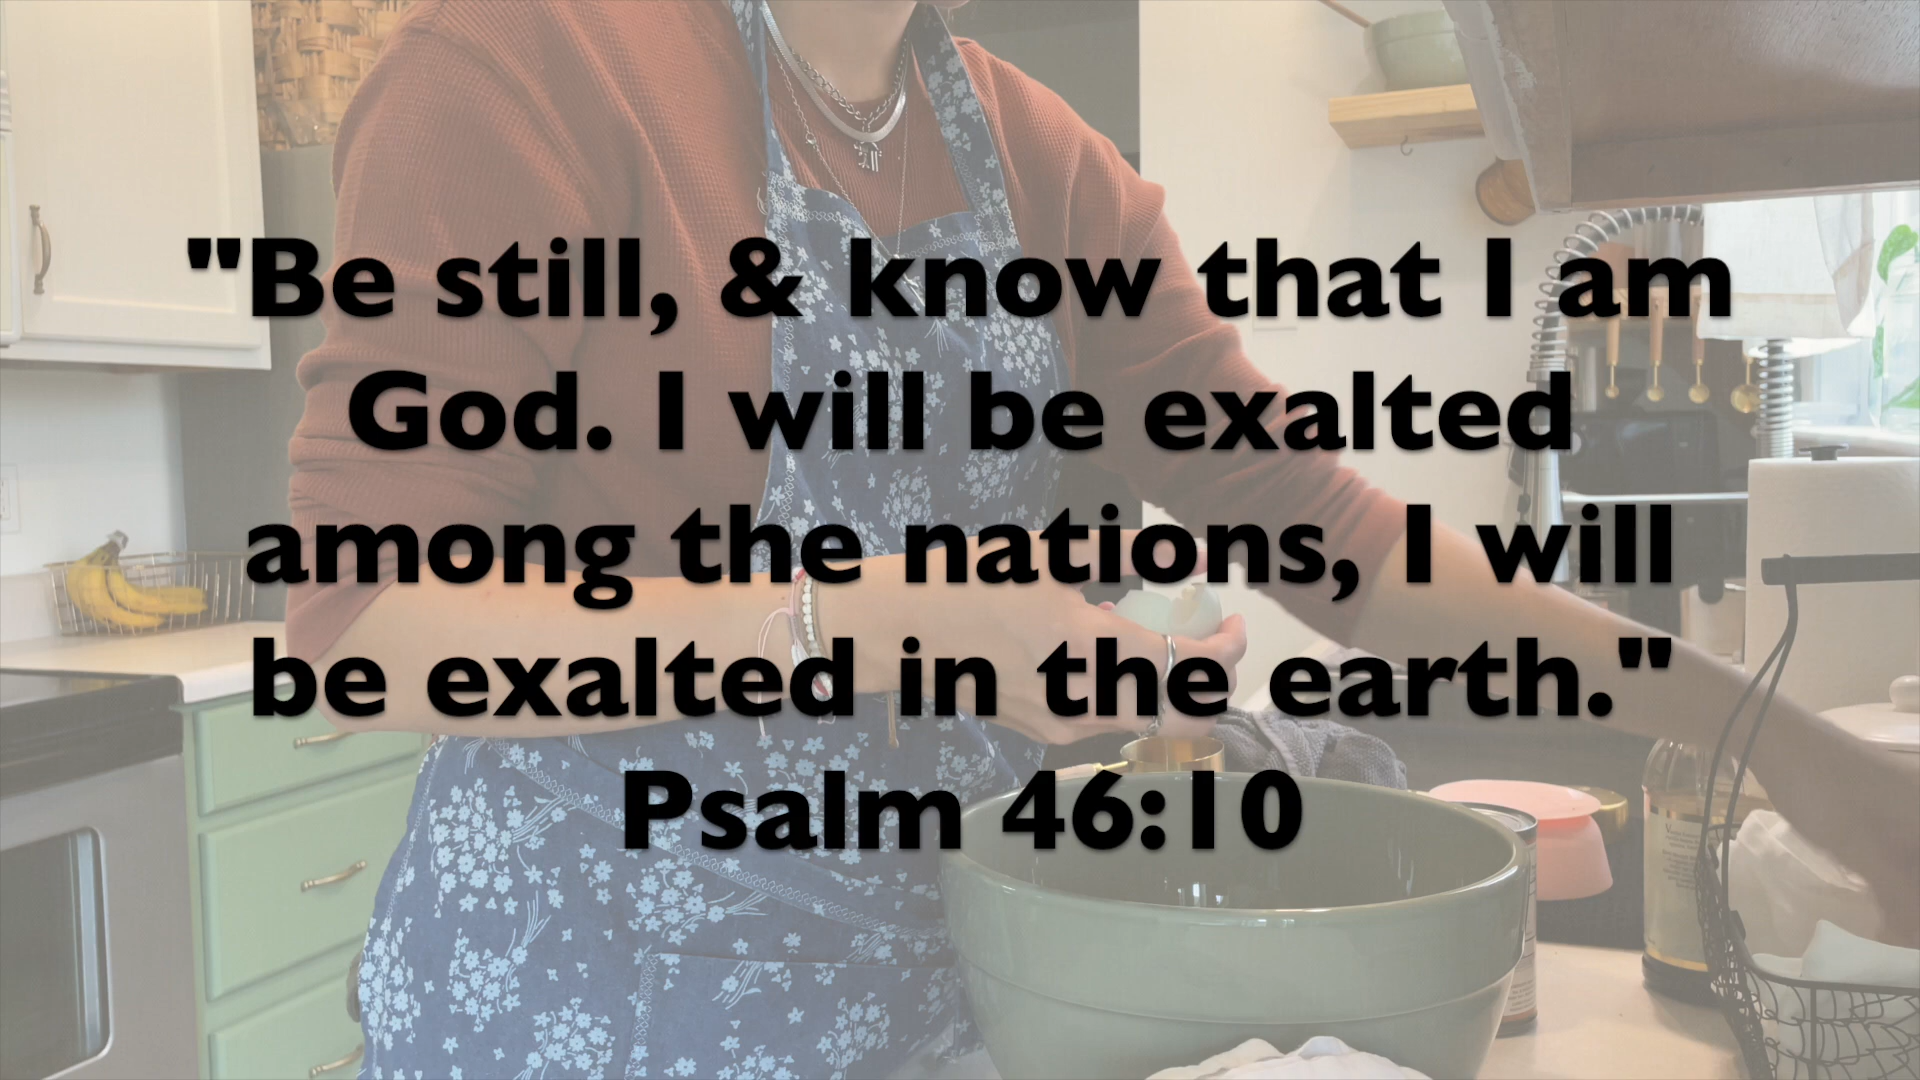 "Be still, & know that I am
God. I will be exalted
among the nations, I will
be exalted in the earth."
Psalm 46:10